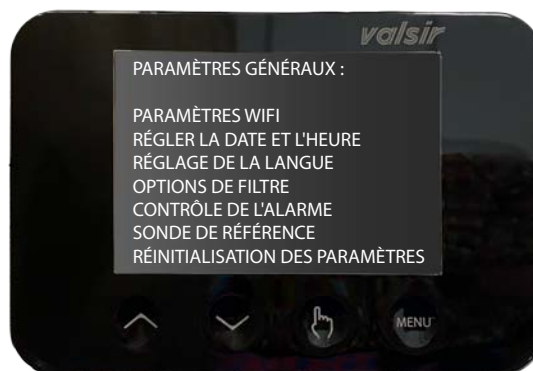 valsir
PARAMÈTRES GÉNÉRAUX :
PARAMÈTRES WIFI
RÉGLER LA DATE ET L'HEURE
RÉGLAGE DE LA LANGUE
OPTIONS DE FILTRE
CONTRÔLE DE L'ALARME
SONDE DE RÉFÉRENCE
RÉINITIALISATION DES PARAMÈTRES
MENU